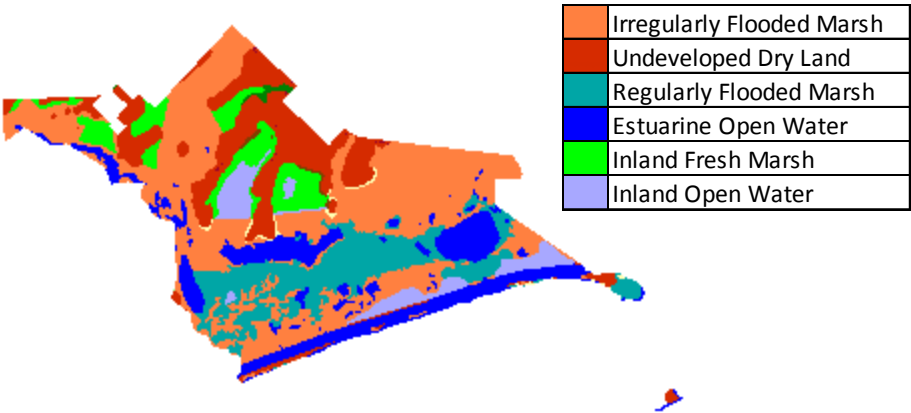 Irregularly Flooded Marsh
Undeveloped Dry Land
Regularly Flooded Marsh
Estuarine Open Water
Inland Fresh Marsh
Inland Open Water